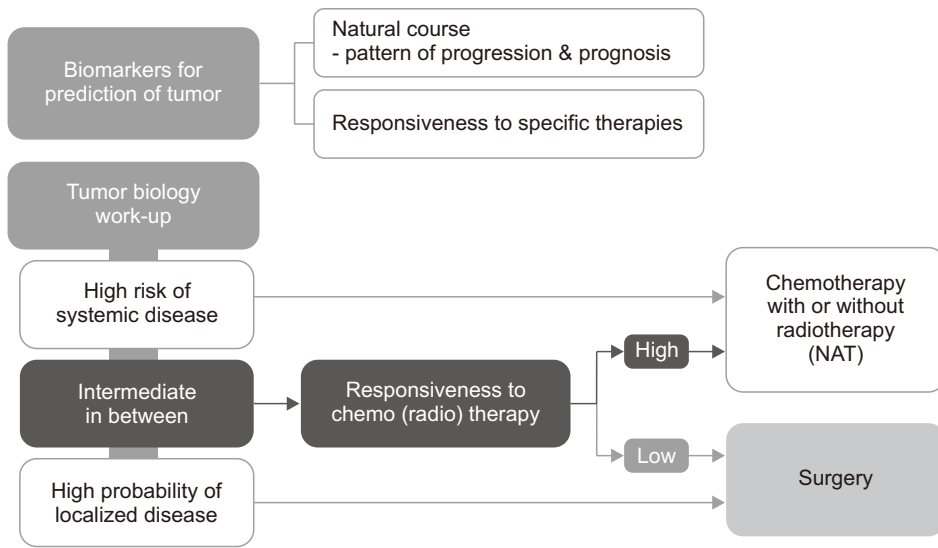 Biomarkers for
prediction of tumor
Natural course
- pattern of progression & prognosis
Responsiveness to specific therapies
Tumor biology
work-up
High risk of
systemic disease
Chemotherapy
with or without
radiotherapy
(NAT)
High
Intermediate
in between
Responsiveness to
chemo (radio) therapy
Low
Surgery
High probability of
localized disease